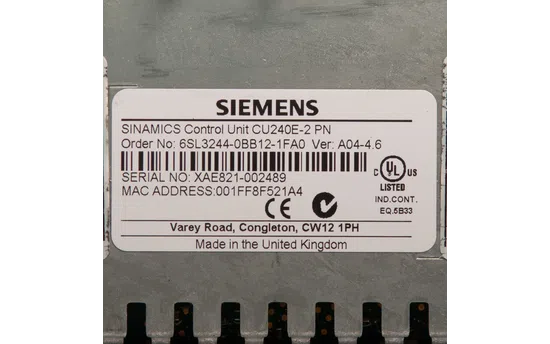 SIEMENS
SINAMICS Control Unit CU240E-2 PN
Order No: 6SL3244-0BB12-1FA0 Ver: A04-4.6
SERIAL NO: XAE821-002489
MAC ADDRESS:001FF8F521A4
C UL US
LISTED
IND.CONT.
EQ.5B33
CE
N
Varey Road, Congleton, CW12 1PH
Made in the United Kingdom